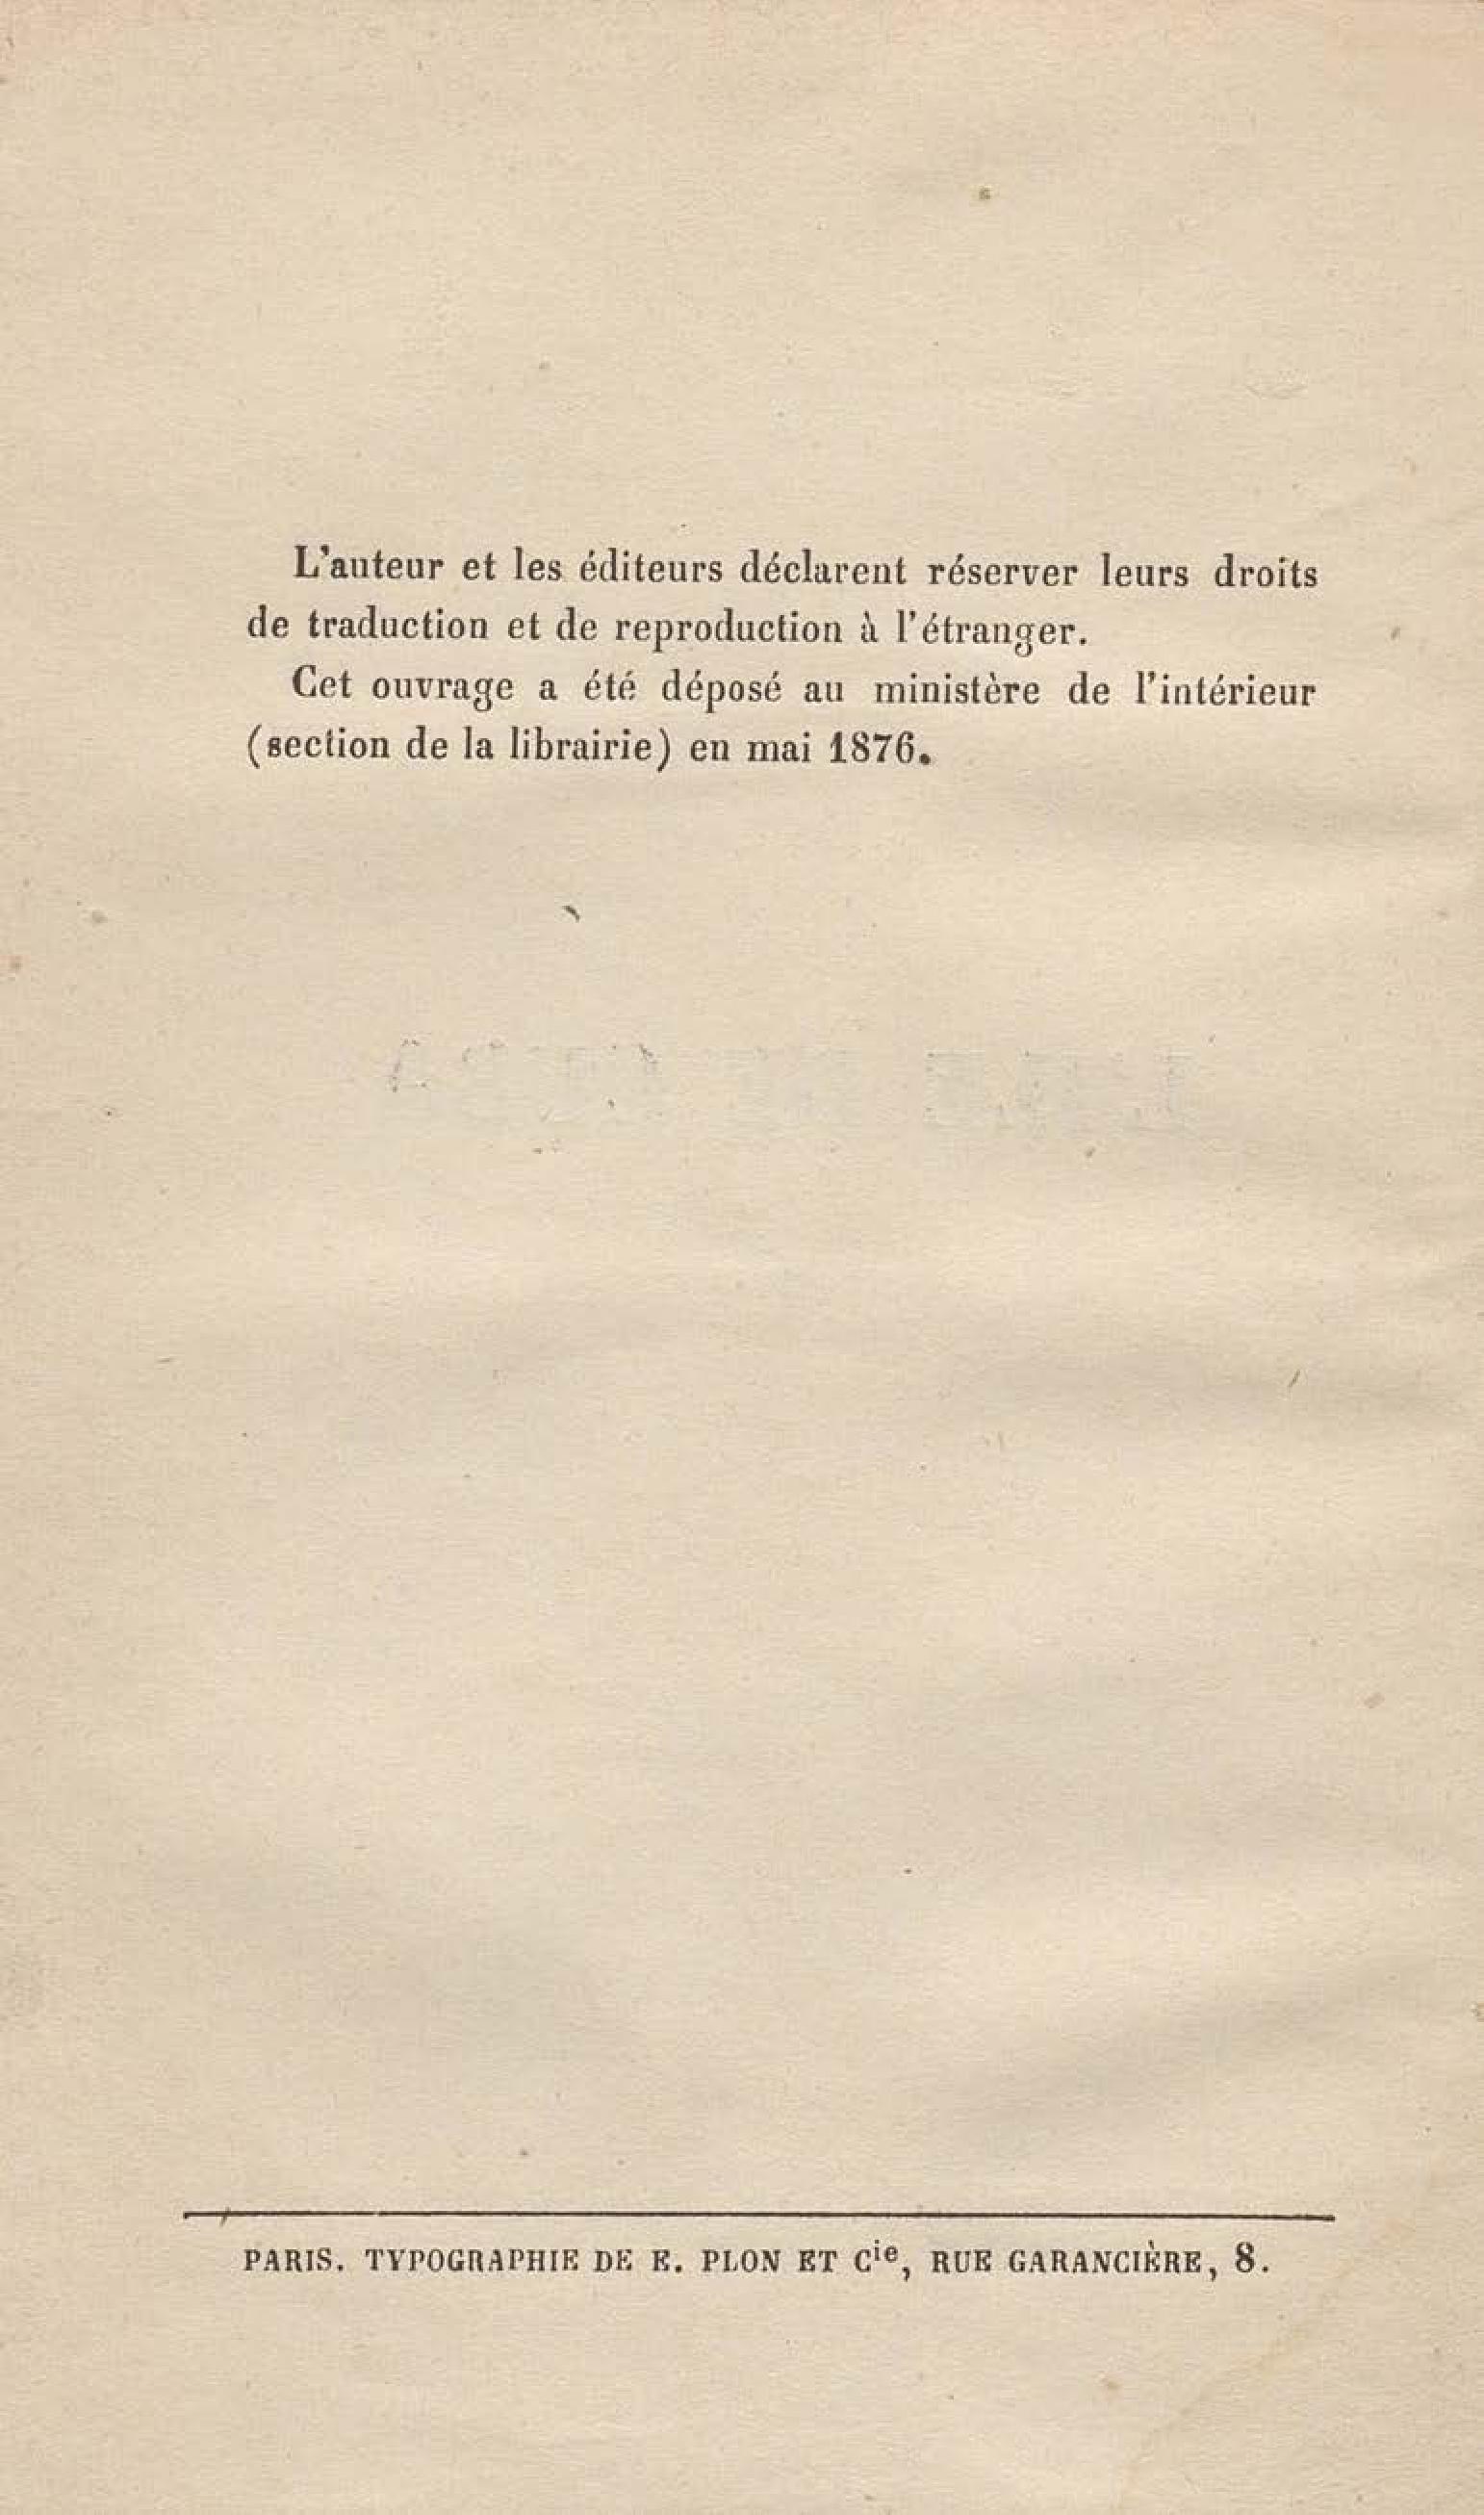 L'auteur et les éditeurs déclarent réserver leurs droits
de traduction et de reproduction à l'étranger.
Cet ouvrage a été déposé au ministère de l'intérieur
(section de la librairie) en mai 1876.
PARIS. TYPOGRAPHIE DE E. PLON ET Cie, RUE GARANCIÈRE, 8.